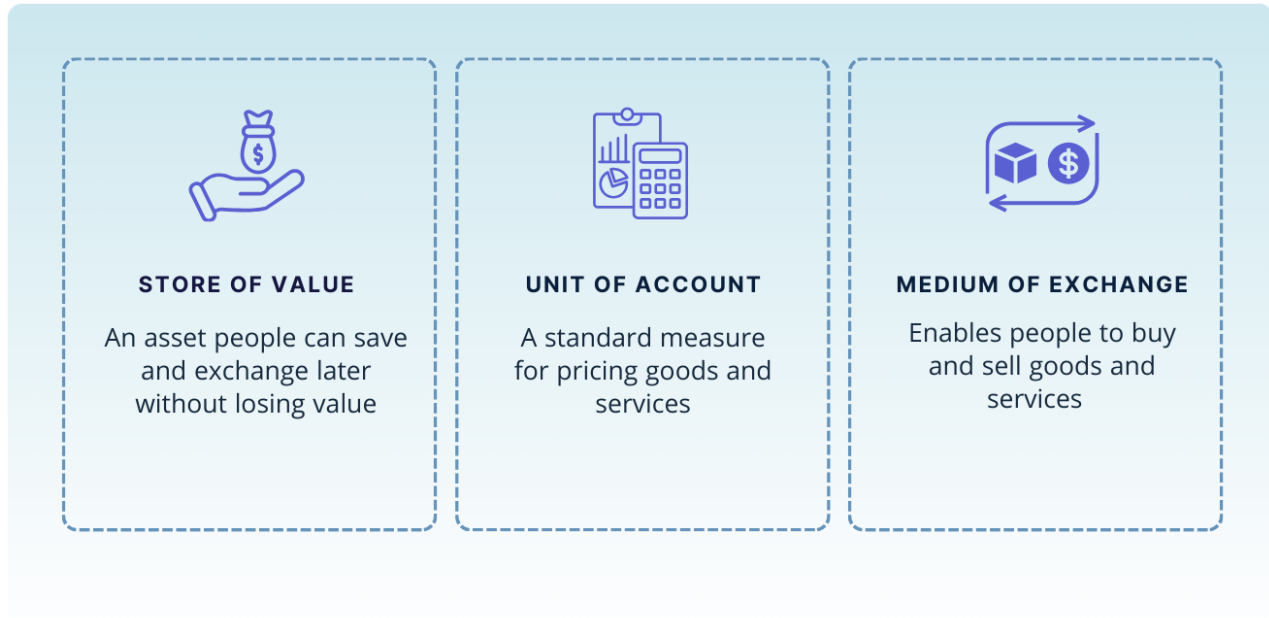 STORE OF VALUE
An asset people can save
and exchange later
without losing value
UNIT OF ACCOUNT
A standard measure
for pricing goods and
services
MEDIUM OF EXCHANGE
Enables people to buy
and sell goods and
services
$
$